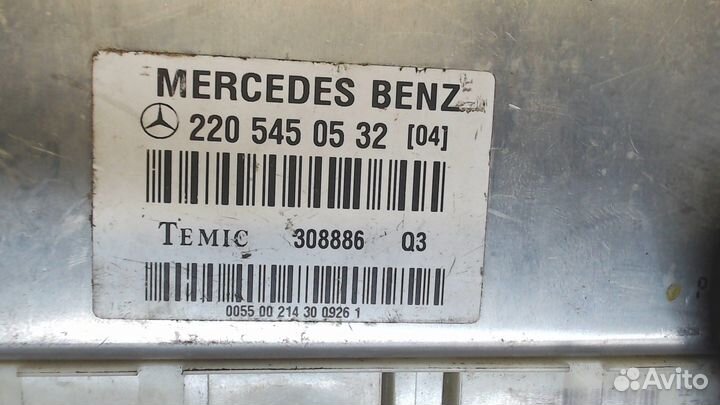 MERCEDES BENZ
220 545 05 32 [04]
TEMIC 308886 Q3
0055 00 214 30 0926 1
Avito